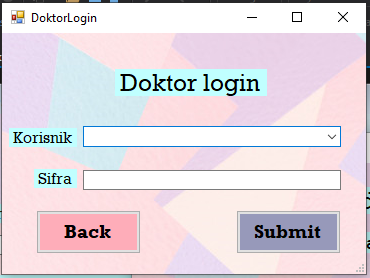 DoktorLogin
Doktor login
Korisnik
Sifra
Back
Submit